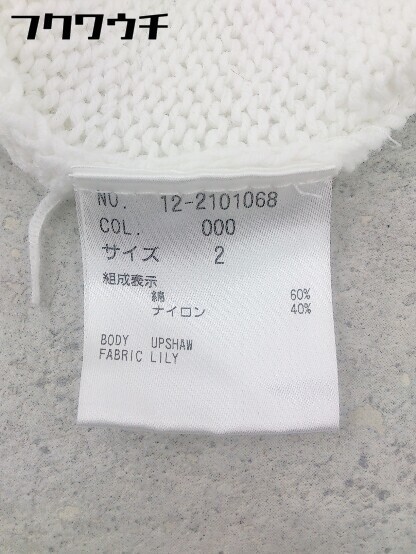 フクワウチ
NO. 12-2101068
COL. 000
サイズ 2
組成表示
綿 60%
ナイロン 40%
BODY UPSHAW
FABRIC LILY